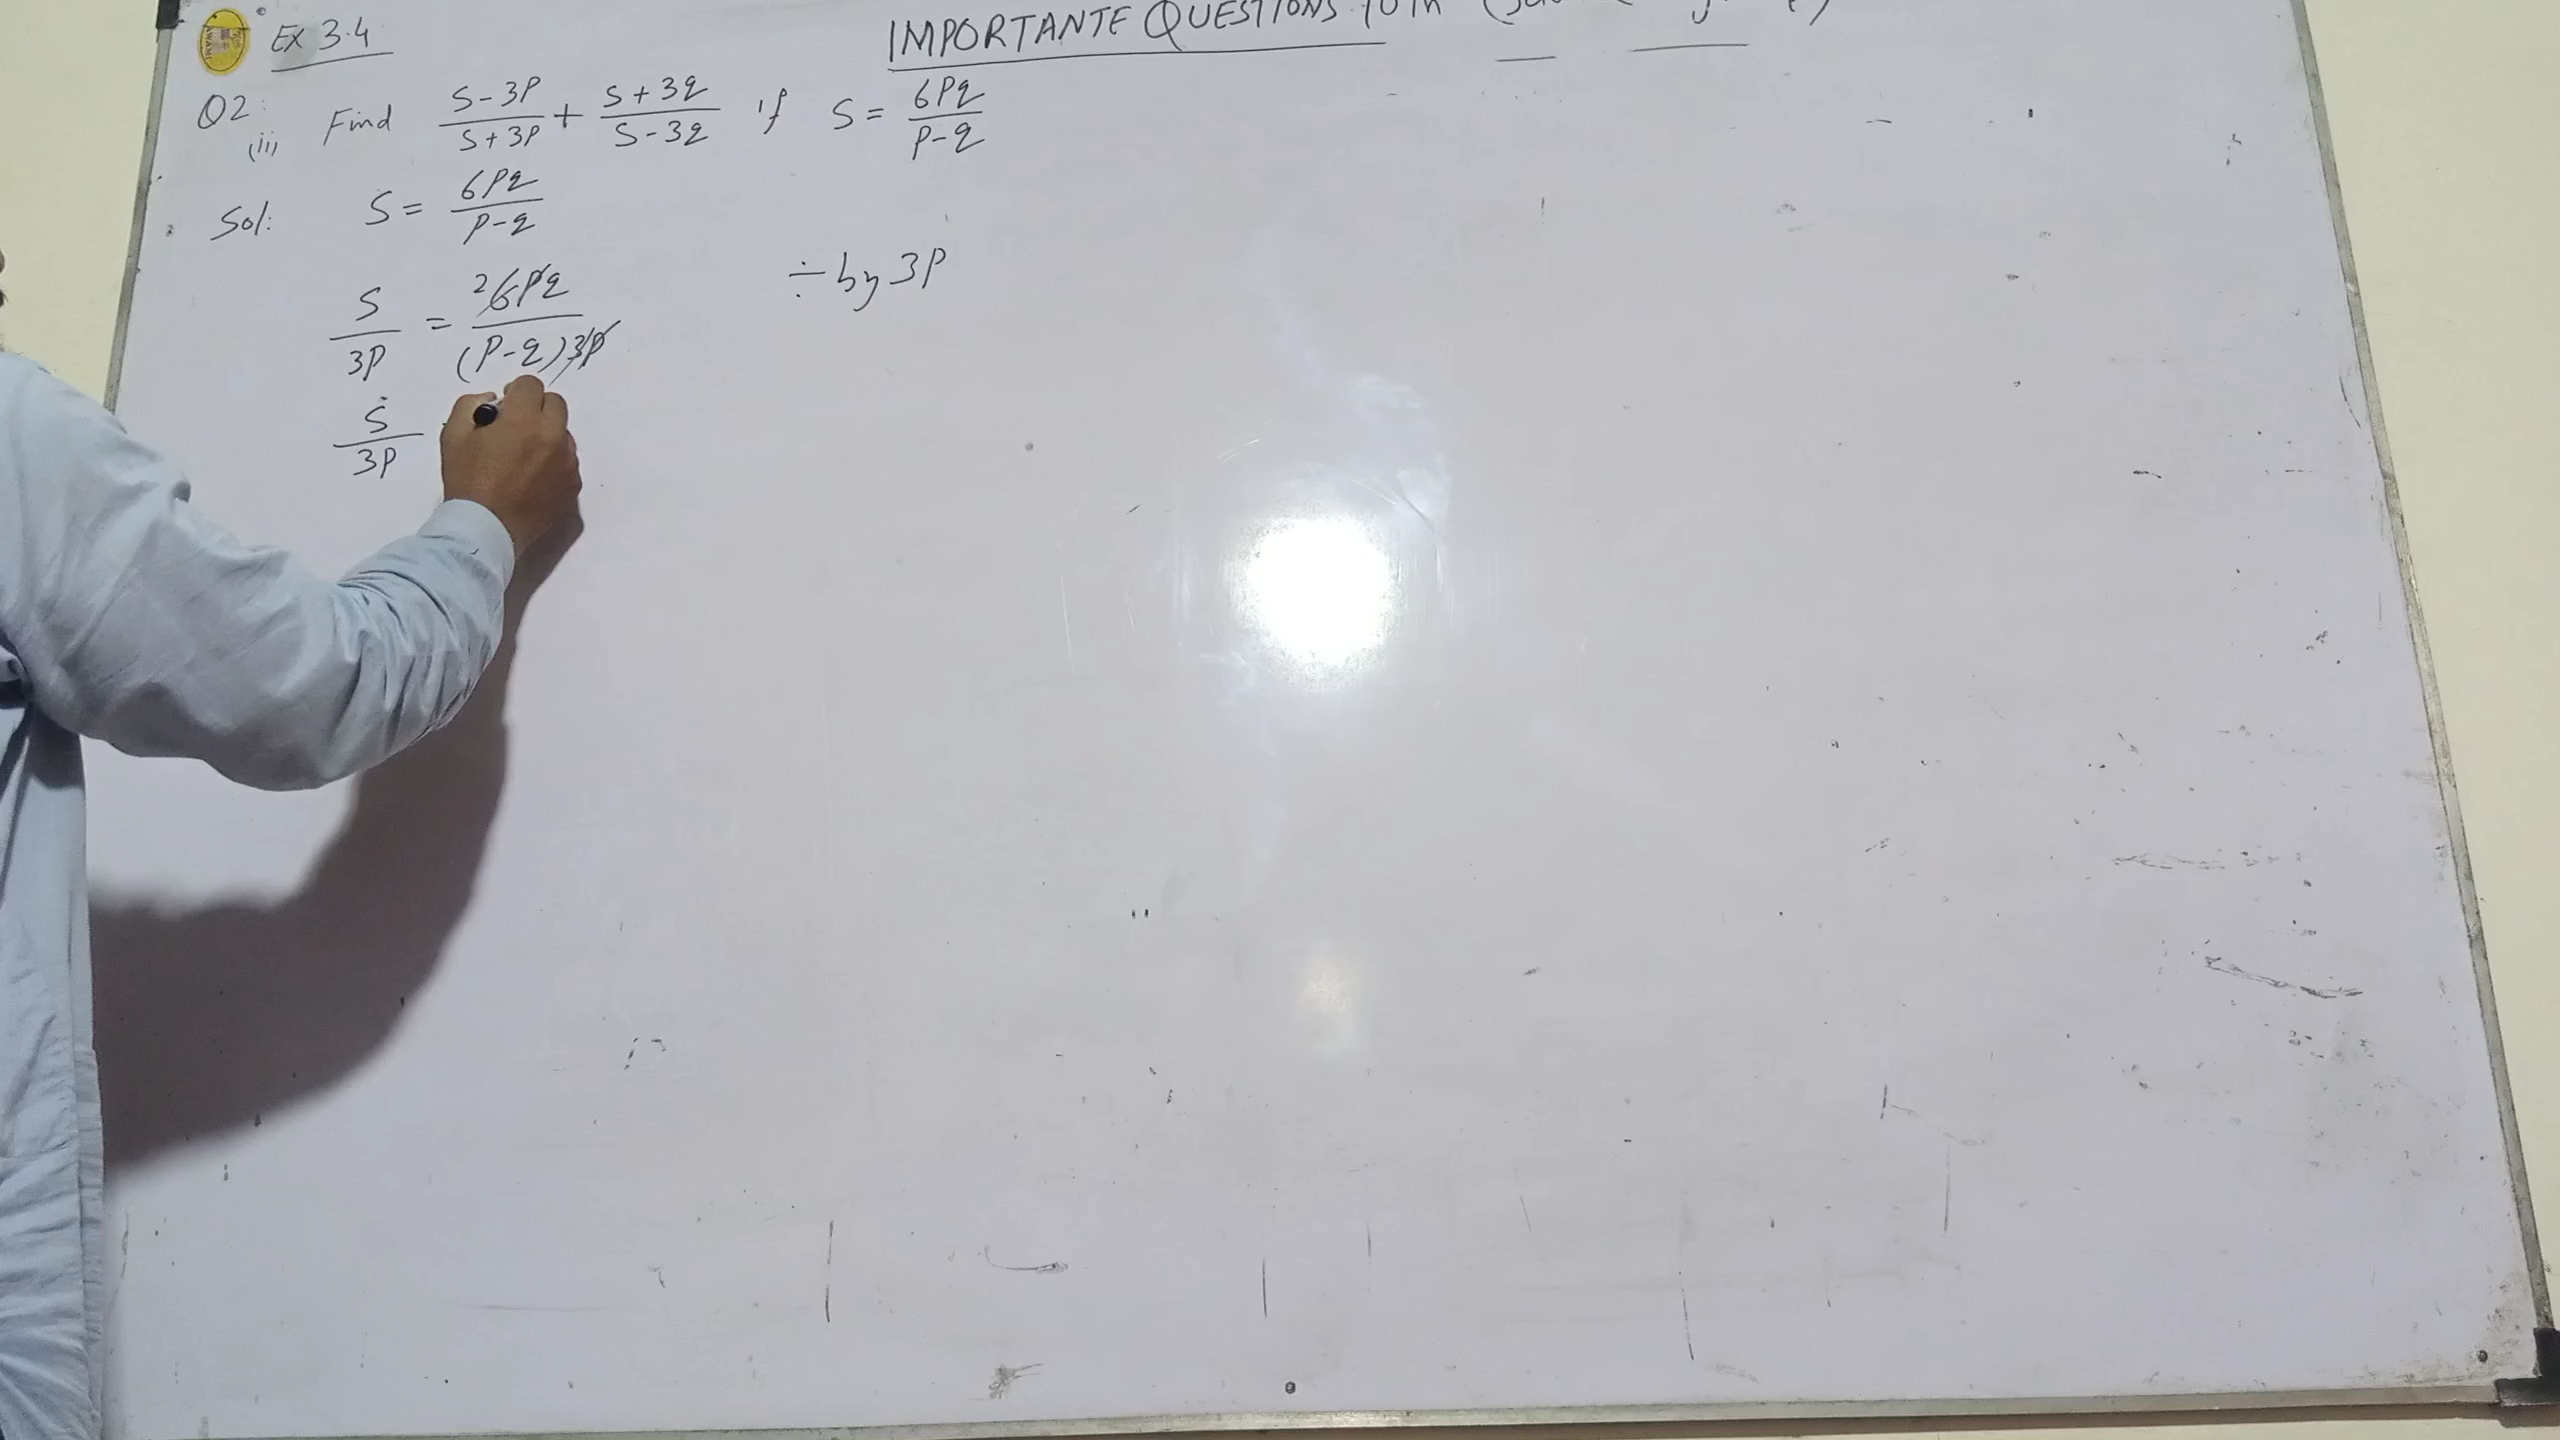 Ex 3.4
IMPORTANTE QUESTIONS 10th
Q2: (ii) Find (S-3P)/(S+3P) + (S+3q)/(S-3q) if S = 6Pq/(P-q)
Sol: S = 6Pq/(P-q)
S/3P = 2 6Pq/((P-q)3P) ÷ by 3P
S/3P